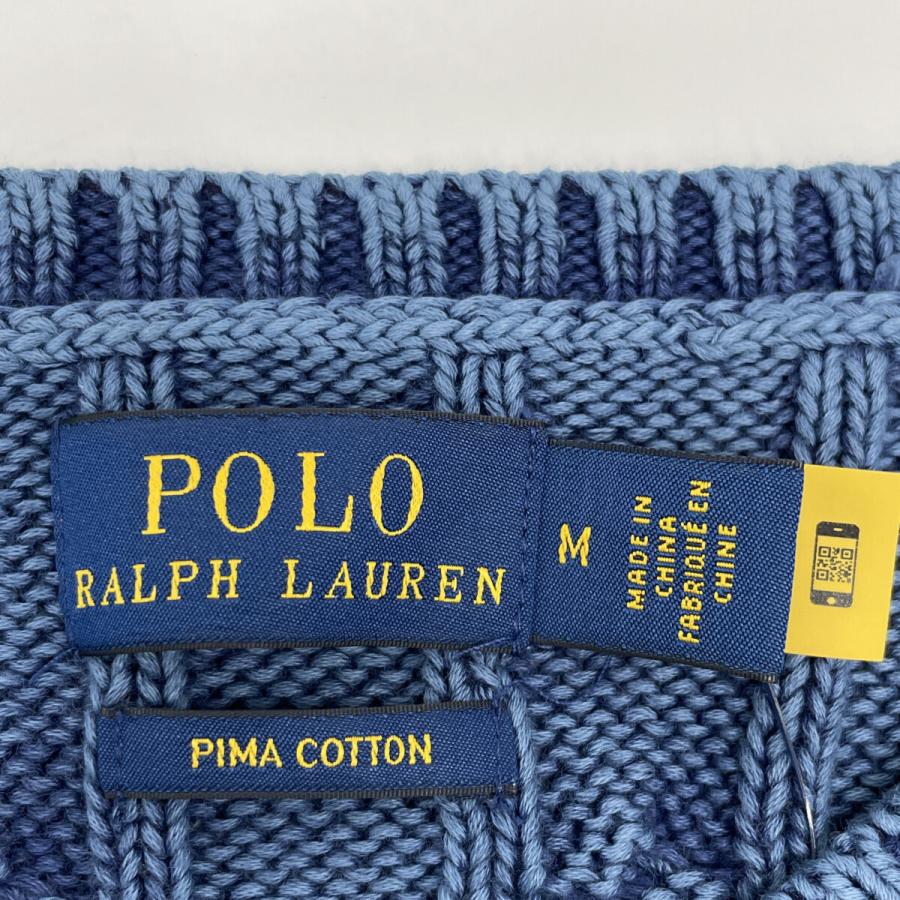 POLO
RALPH LAUREN
M
MADE IN
CHINA
FABRIQUÉ EN
CHINE
PIMA COTTON